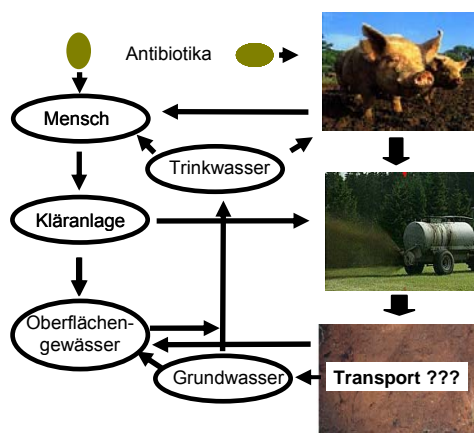 Antibiotika
Mensch
Trinkwasser
Kläranlage
Oberflächen-
gewässer
Grundwasser
Transport ???